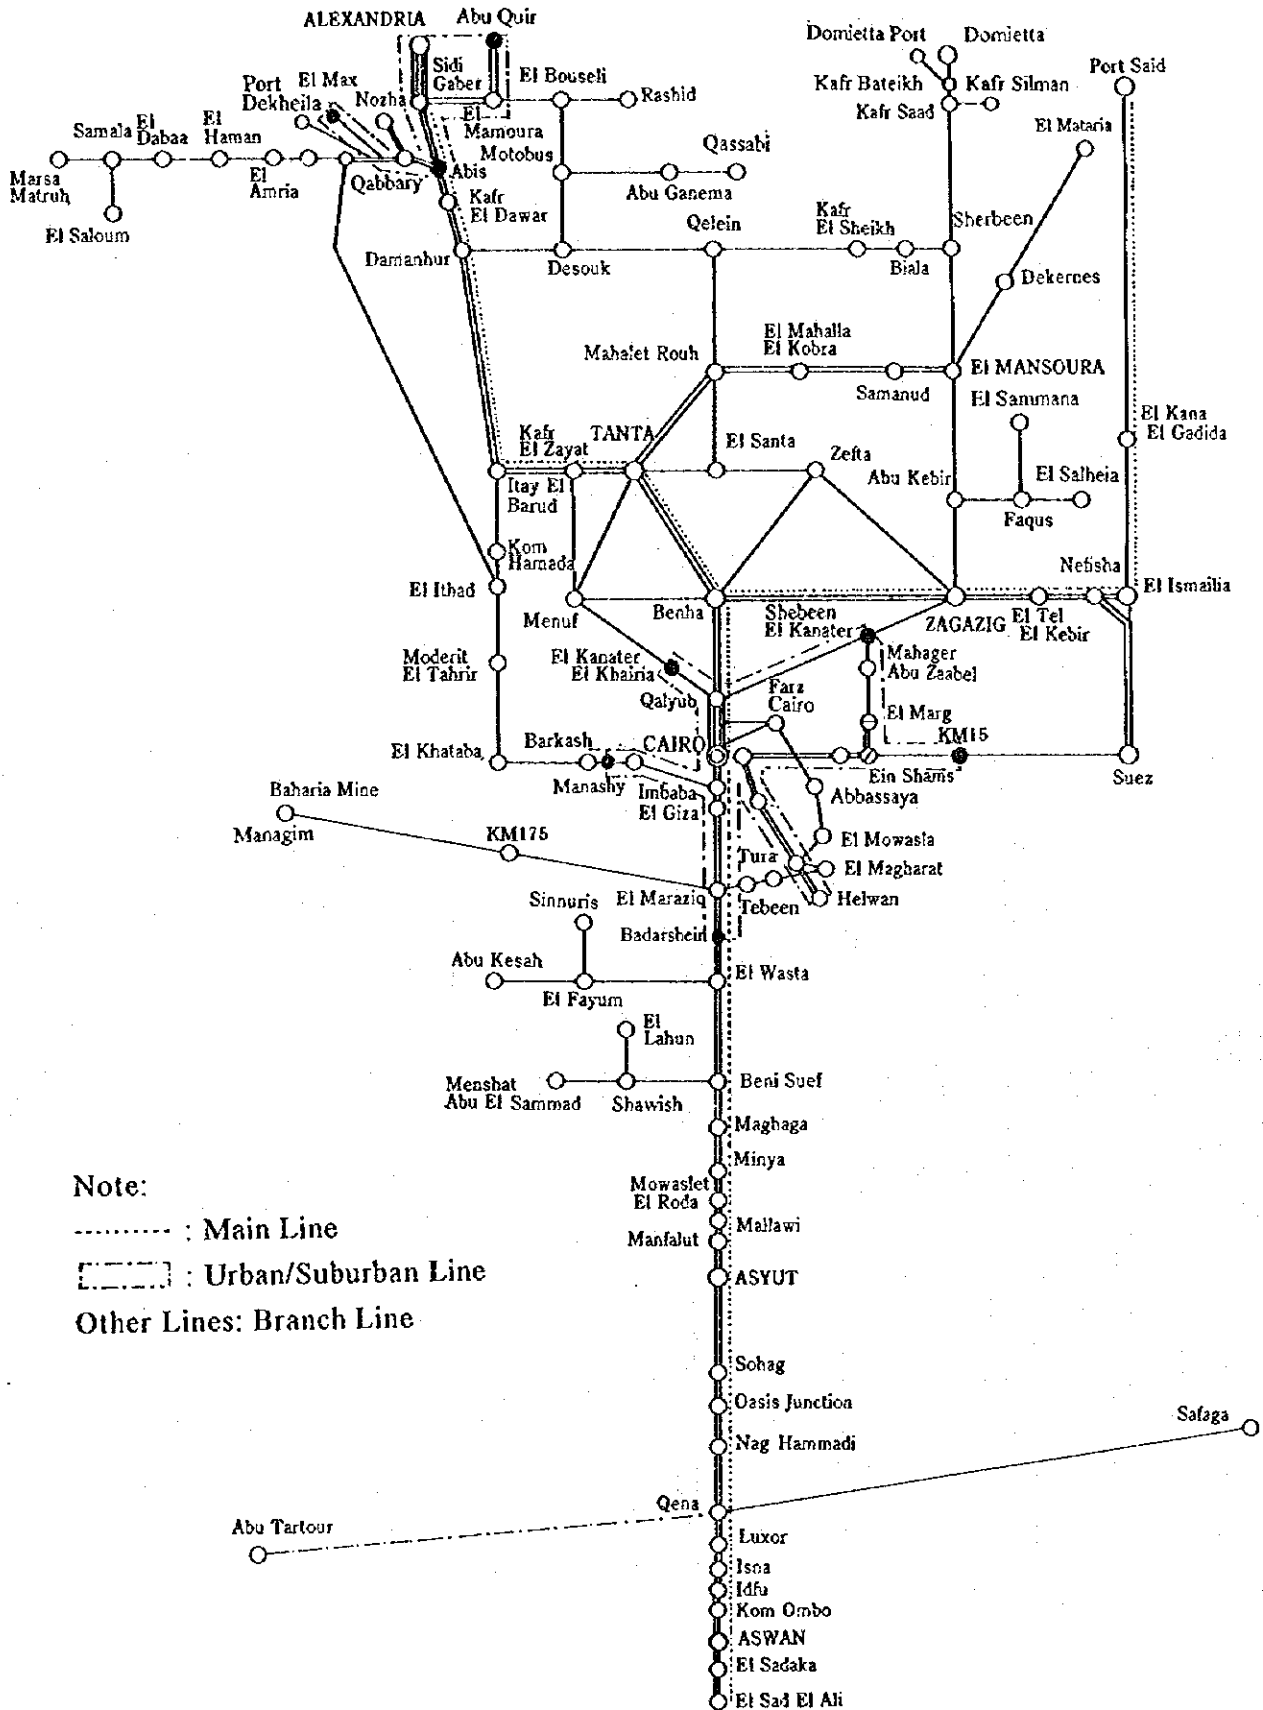 ALEXANDRIA
Abu Quir
Domietta Port
Domietta
Sidi
Gaber
El Bouseli
Kafr Bateikh
Kafr Silman
Port Said
Port
Dekheila
El Max
Nozha
Rashid
Kafr Saad
El
Mamoura
El Mataria
Samala
El
Dabaa
El
Haman
Motobus
Qassabi
Marsa
Matruh
El
Amria
Qabbary
Abis
Abu Ganema
Kafr
El Dawar
El Saloum
Qelein
Kafr
El Sheikh
Sherbeen
Damanhur
Desouk
Biala
Dekernes
El Mahalla
El Kobra
Mahalet Rouh
Samanud
El MANSOURA
El Sanumana
El Kana
El Gadida
Kafr
El Zayat
TANTA
El Santa
Zefta
Abu Kebir
El Salheia
Itay El
Barud
Faqus
Kom
Hamada
Nefisha
El Ithad
El Ismailia
Menuf
Benha
Shebeen
El Kanater
ZAGAZIG
El Tel
El Kebir
Moderit
El Tahrir
El Kanater
El Khairia
Mahager
Abu Zaabel
Qalyub
Farz
Cairo
El Marg
El Khataba
Barkash
CAIRO
KM15
Manashy
Ein Shams
Suez
Baharia Mine
Imbaba
El Giza
Abbassaya
Managim
KM175
El Mowasla
Tura
El Magharat
El Maraziq
Tebeen
Helwan
Sinnuris
Badarshein
Abu Kesah
El Wasta
El Fayum
El
Lahun
Menshat
Abu El Sammad
Shawish
Beni Suef
Maghaga
Minya
Note:
Mowaslet
El Roda
: Main Line
Mallawi
Manfalut
: Urban/Suburban Line
ASYUT
Other Lines: Branch Line
Sohag
Oasis Junction
Safaga
Nag Hammadi
Qena
Abu Tartour
Luxor
Isna
Idfu
Kom Ombo
ASWAN
El Sadaka
El Sad El Ali